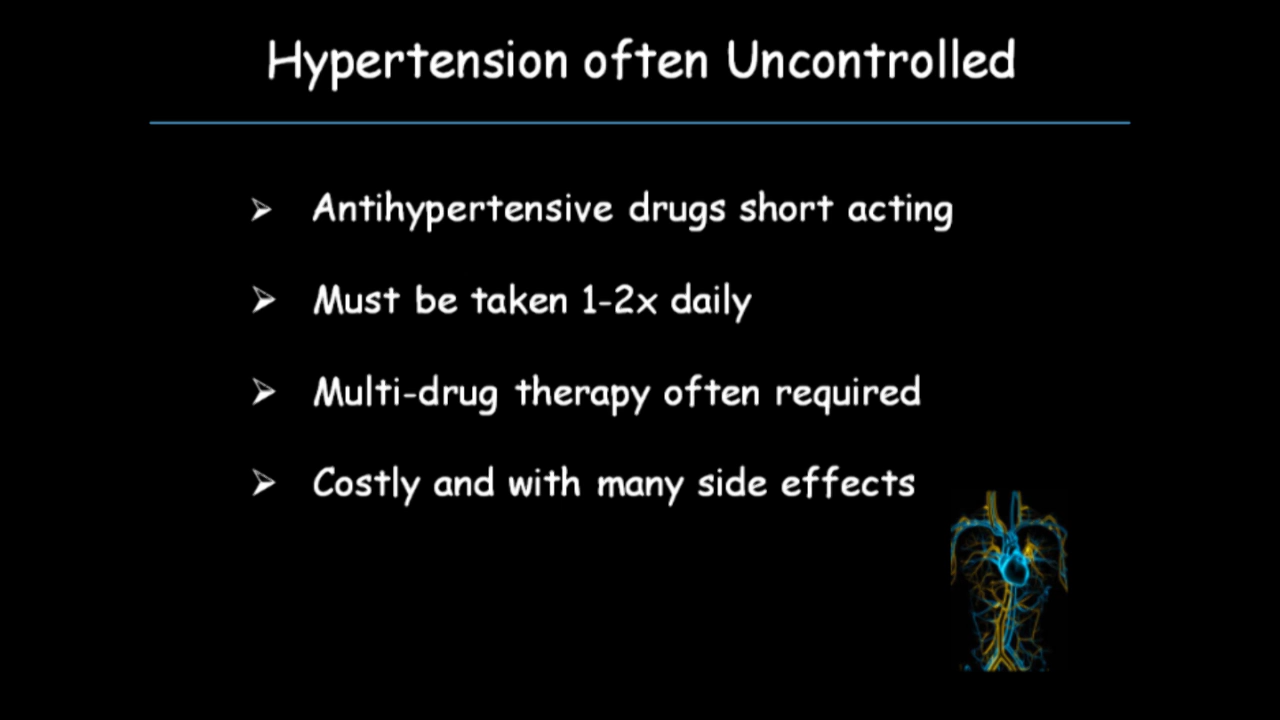 Hypertension often Uncontrolled
➢ Antihypertensive drugs short acting
➢ Must be taken 1-2x daily
➢ Multi-drug therapy often required
➢ Costly and with many side effects